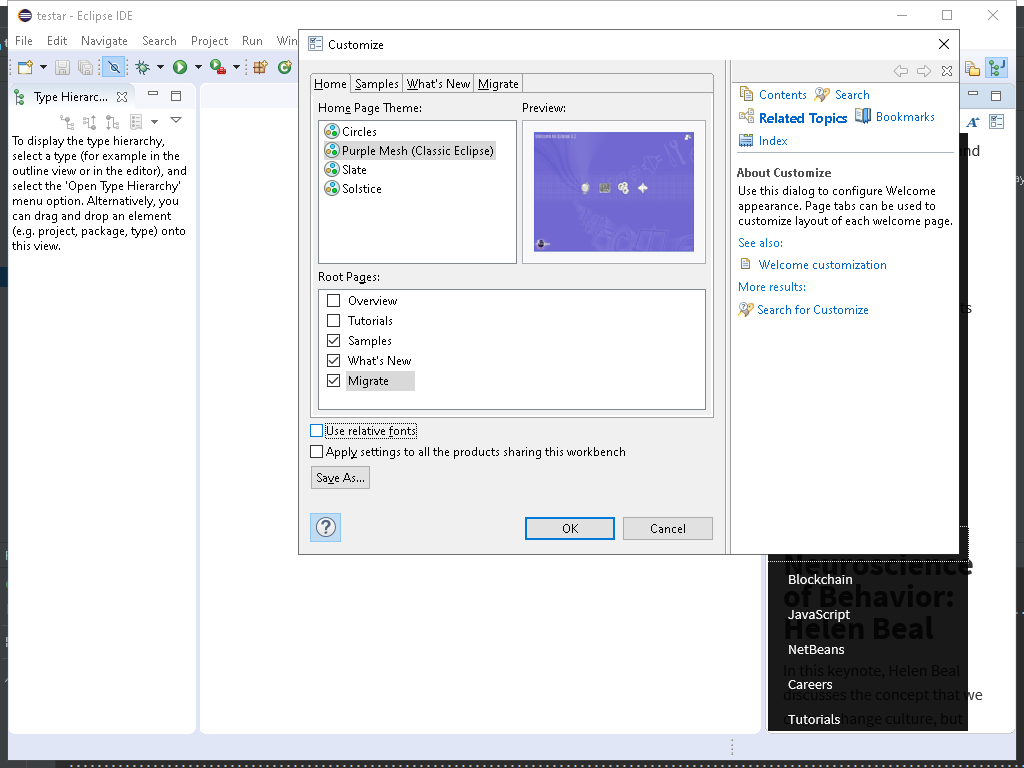 testar - Eclipse IDE
File Edit Navigate Search Project Run Win
Type Hierarc...
To display the type hierarchy,
select a type (for example in the
outline view or in the editor), and
select the 'Open Type Hierarchy'
menu option. Alternatively, you
can drag and drop an element
(e.g. project, package, type) onto
this view.
Customize
Home Samples What's New Migrate
Home Page Theme:
Circles
Purple Mesh (Classic Eclipse)
Slate
Solstice
Preview:
Root Pages:
Overview
Tutorials
Samples
What's New
Migrate
Use relative fonts
Apply settings to all the products sharing this workbench
Save As...
OK Cancel
Contents Search
Related Topics Bookmarks
Index
About Customize
Use this dialog to configure Welcome
appearance. Page tabs can be used to
customize layout of each welcome page.
See also:
Welcome customization
More results:
Search for Customize
nd
ts
Neuroscience
of Behavior:
Helen Beal
In this keynote, Helen Beal
discusses the concept that we
hange culture, but
Blockchain
JavaScript
NetBeans
Careers
Tutorials